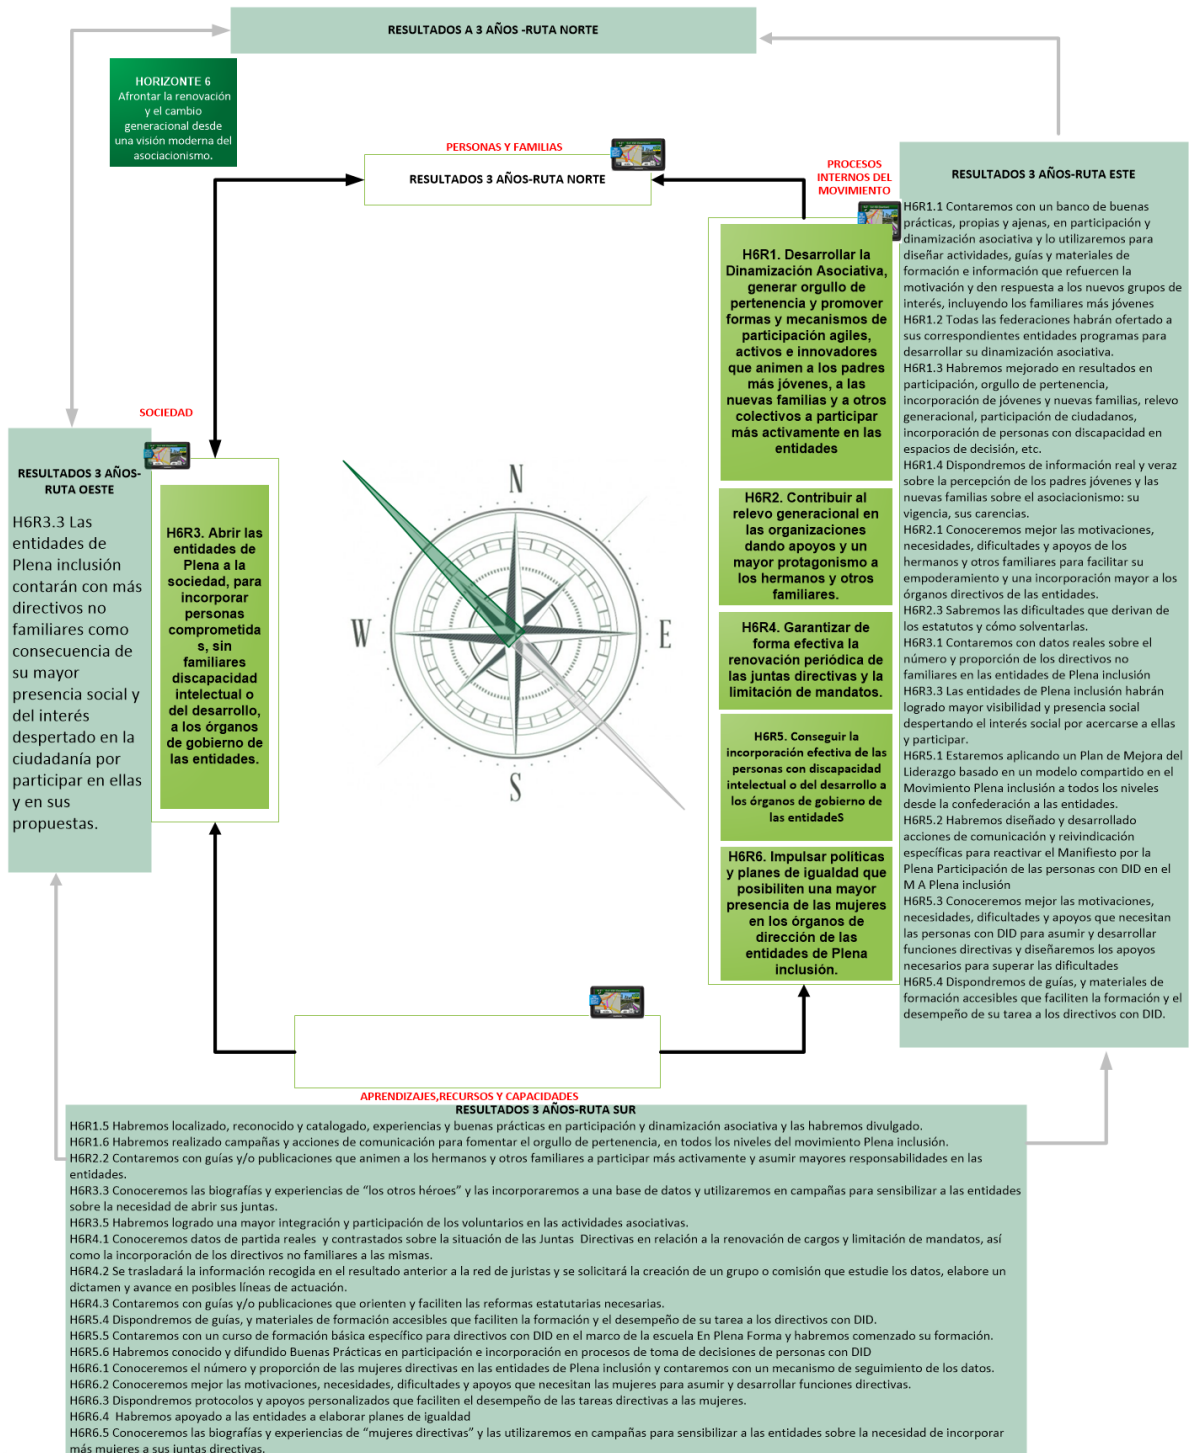 RESULTADOS A 3 AÑOS -RUTA NORTE
HORIZONTE 6
Afrontar la renovación
y el cambio
generacional desde
una visión moderna del
asociacionismo.
PERSONAS Y FAMILIAS
RESULTADOS 3 AÑOS-RUTA NORTE
PROCESOS
INTERNOS DEL
MOVIMIENTO
H6R1. Desarrollar la
Dinamización Asociativa,
generar orgullo de
pertenencia y promover
formas y mecanismos de
participación agiles,
activos e innovadores
que animen a los padres
más jóvenes, a las
nuevas familias y a otros
colectivos a participar
más activamente en las
entidades
H6R2. Contribuir al
relevo generacional en
las organizaciones
dando apoyos y un
mayor protagonismo a
los hermanos y otros
familiares.
H6R4. Garantizar de
forma efectiva la
renovación periódica de
las juntas directivas y la
limitación de mandatos.
H6R5. Conseguir la
incorporación efectiva de las
personas con discapacidad
intelectual o del desarrollo a
los órganos de gobierno de
las entidadeS
H6R6. Impulsar políticas
y planes de igualdad que
posibiliten una mayor
presencia de las mujeres
en los órganos de
dirección de las
entidades de Plena
inclusión.
RESULTADOS 3 AÑOS-RUTA ESTE
H6R1.1 Contaremos con un banco de buenas
prácticas, propias y ajenas, en participación y
dinamización asociativa y lo utilizaremos para
diseñar actividades, guías y materiales de
formación e información que refuercen la
motivación y den respuesta a los nuevos grupos de
interés, incluyendo los familiares más jóvenes
H6R1.2 Todas las federaciones habrán ofertado a
sus correspondientes entidades programas para
desarrollar su dinamización asociativa.
H6R1.3 Habremos mejorado en resultados en
participación, orgullo de pertenencia,
incorporación de jóvenes y nuevas familias, relevo
generacional, participación de ciudadanos,
incorporación de personas con discapacidad en
espacios de decisión, etc.
H6R1.4 Dispondremos de información real y veraz
sobre la percepción de los padres jóvenes y las
nuevas familias sobre el asociacionismo: su
vigencia, sus carencias.
H6R2.1 Conoceremos mejor las motivaciones,
necesidades, dificultades y apoyos de los
hermanos y otros familiares para facilitar su
empoderamiento y una incorporación mayor a los
órganos directivos de las entidades.
H6R2.3 Sabremos las dificultades que derivan de
los estatutos y cómo solventarlas.
H6R3.1 Contaremos con datos reales sobre el
número y proporción de los directivos no
familiares en las entidades de Plena inclusión
H6R3.3 Las entidades de Plena inclusión habrán
logrado mayor visibilidad y presencia social
despertando el interés social por acercarse a ellas
y participar.
H6R5.1 Estaremos aplicando un Plan de Mejora del
Liderazgo basado en un modelo compartido en el
Movimiento Plena inclusión a todos los niveles
desde la confederación a las entidades.
H6R5.2 Habremos diseñado y desarrollado
acciones de comunicación y reivindicación
específicas para reactivar el Manifiesto por la
Plena Participación de las personas con DID en el
M A Plena inclusión
H6R5.3 Conoceremos mejor las motivaciones,
necesidades, dificultades y apoyos que necesitan
las personas con DID para asumir y desarrollar
funciones directivas y diseñaremos los apoyos
necesarios para superar las dificultades
H6R5.4 Dispondremos de guías, y materiales de
formación accesibles que faciliten la formación y el
desempeño de su tarea a los directivos con DID.
SOCIEDAD
RESULTADOS 3 AÑOS-
RUTA OESTE
H6R3.3 Las
entidades de
Plena inclusión
contarán con más
directivos no
familiares como
consecuencia de
su mayor
presencia social y
del interés
despertado en la
ciudadanía por
participar en ellas
y en sus
propuestas.
H6R3. Abrir las
entidades de
Plena a la
sociedad, para
incorporar
personas
comprometida
s, sin
familiares
discapacidad
intelectual o
del desarrollo,
a los órganos
de gobierno de
las entidades.
N
W
E
S
APRENDIZAJES,RECURSOS Y CAPACIDADES
RESULTADOS 3 AÑOS-RUTA SUR
H6R1.5 Habremos localizado, reconocido y catalogado, experiencias y buenas prácticas en participación y dinamización asociativa y las habremos divulgado.
H6R1.6 Habremos realizado campañas y acciones de comunicación para fomentar el orgullo de pertenencia, en todos los niveles del movimiento Plena inclusión.
H6R2.2 Contaremos con guías y/o publicaciones que animen a los hermanos y otros familiares a participar más activamente y asumir mayores responsabilidades en las
entidades.
H6R3.3 Conoceremos las biografías y experiencias de “los otros héroes” y las incorporaremos a una base de datos y utilizaremos en campañas para sensibilizar a las entidades
sobre la necesidad de abrir sus juntas.
H6R3.5 Habremos logrado una mayor integración y participación de los voluntarios en las actividades asociativas.
H6R4.1 Conoceremos datos de partida reales y contrastados sobre la situación de las Juntas Directivas en relación a la renovación de cargos y limitación de mandatos, así
como la incorporación de los directivos no familiares a las mismas.
H6R4.2 Se trasladará la información recogida en el resultado anterior a la red de juristas y se solicitará la creación de un grupo o comisión que estudie los datos, elabore un
dictamen y avance en posibles líneas de actuación.
H6R4.3 Contaremos con guías y/o publicaciones que orienten y faciliten las reformas estatutarias necesarias.
H6R5.4 Dispondremos de guías, y materiales de formación accesibles que faciliten la formación y el desempeño de su tarea a los directivos con DID.
H6R5.5 Contaremos con un curso de formación básica específico para directivos con DID en el marco de la escuela En Plena Forma y habremos comenzado su formación.
H6R5.6 Habremos conocido y difundido Buenas Prácticas en participación e incorporación en procesos de toma de decisiones de personas con DID
H6R6.1 Conoceremos el número y proporción de las mujeres directivas en las entidades de Plena inclusión y contaremos con un mecanismo de seguimiento de los datos.
H6R6.2 Conoceremos mejor las motivaciones, necesidades, dificultades y apoyos que necesitan las mujeres para asumir y desarrollar funciones directivas.
H6R6.3 Dispondremos protocolos y apoyos personalizados que faciliten el desempeño de las tareas directivas a las mujeres.
H6R6.4 Habremos apoyado a las entidades a elaborar planes de igualdad
H6R6.5 Conoceremos las biografías y experiencias de “mujeres directivas” y las utilizaremos en campañas para sensibilizar a las entidades sobre la necesidad de incorporar
más mujeres a sus juntas directivas.